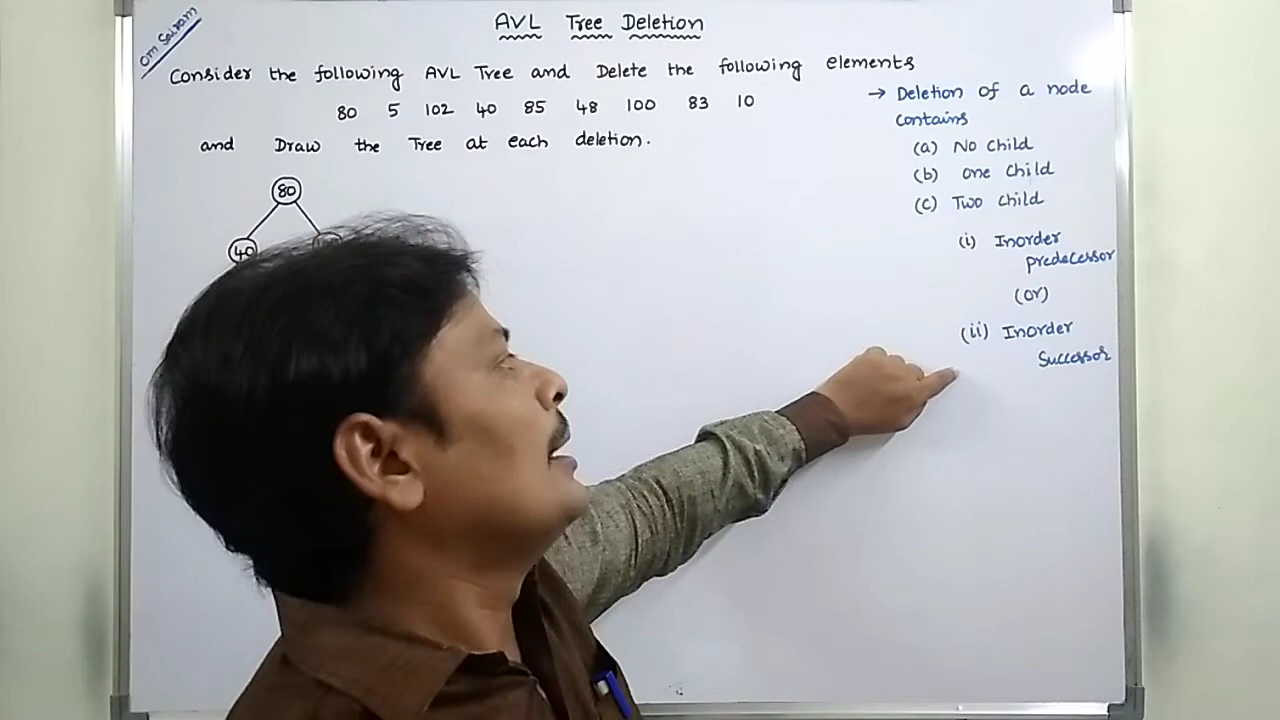 Om Sairam
AVL Tree Deletion
Consider the following AVL Tree and Delete the following elements
80 5 102 40 85 48 100 83 10
and Draw the Tree at each deletion.
80
40
→ Deletion of a node
contains
(a) No child
(b) one child
(c) Two child
(i) Inorder
predecessor
(or)
(ii) Inorder
Successor